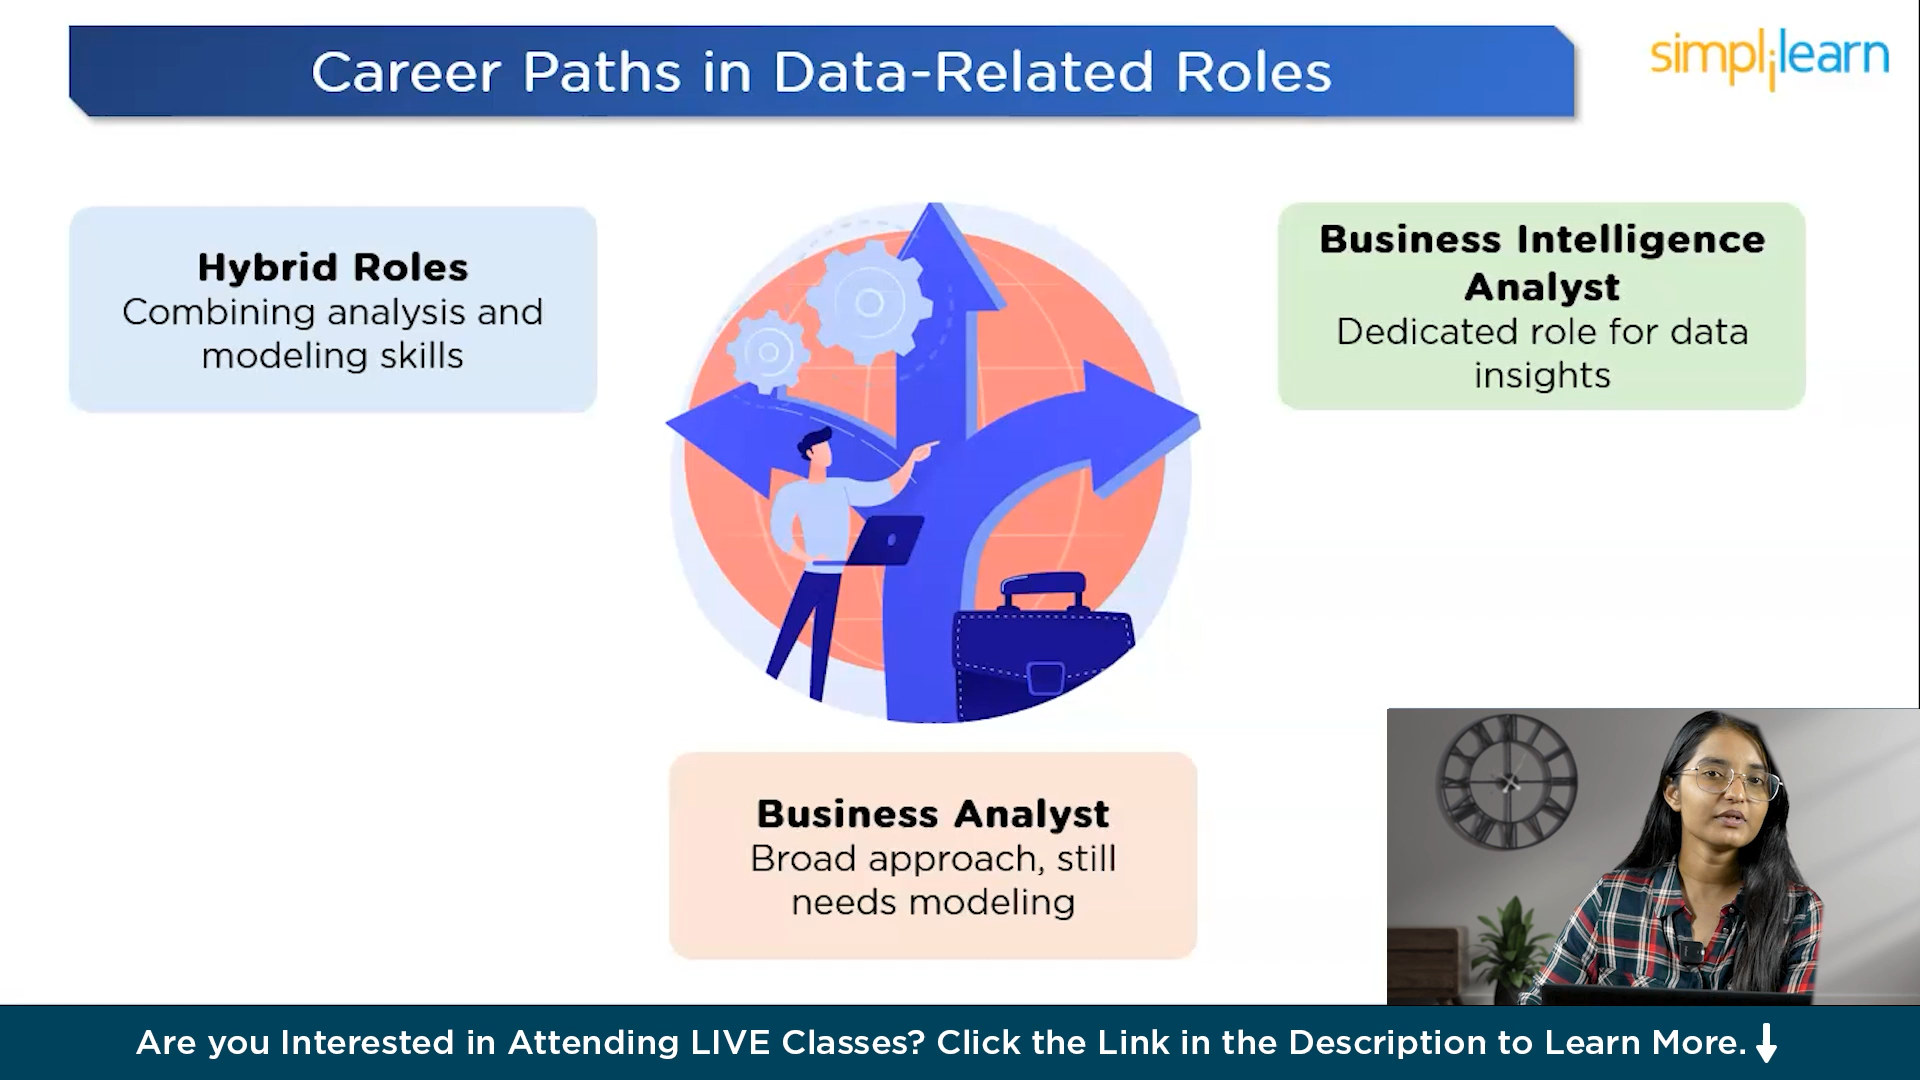 Career Paths in Data-Related Roles
simplilearn
Hybrid Roles
Combining analysis and
modeling skills
Business Intelligence
Analyst
Dedicated role for data
insights
Business Analyst
Broad approach, still
needs modeling
Are you Interested in Attending LIVE Classes? Click the Link in the Description to Learn More.